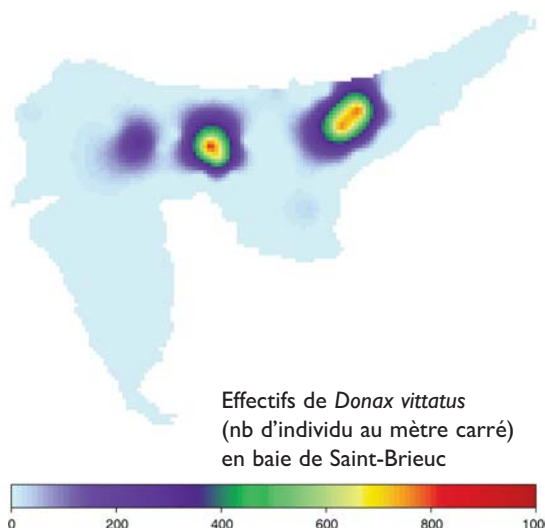 Effectifs de Donax vittatus
(nb d'individu au mètre carré)
en baie de Saint-Brieuc
0 200 400 600 800 100